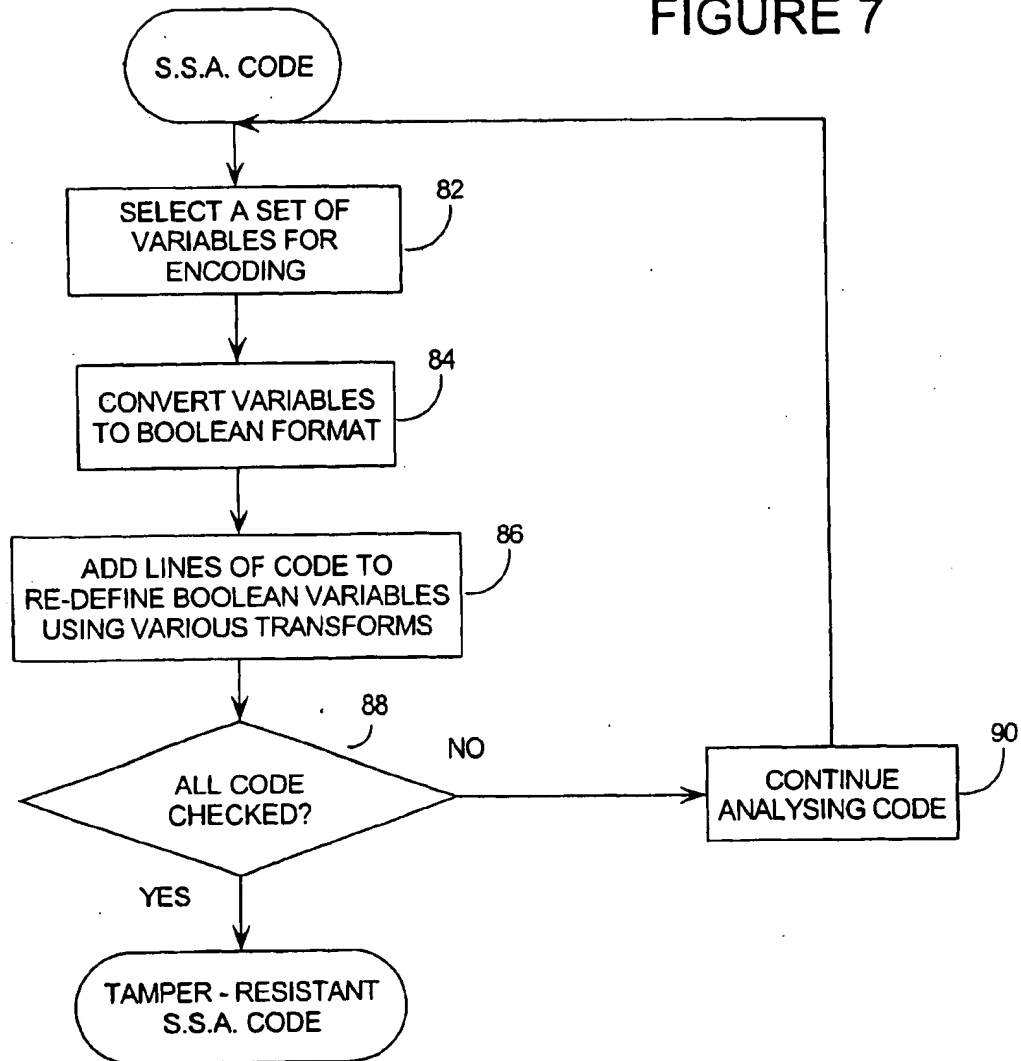 FIGURE 7
S.S.A. CODE
82
SELECT A SET OF
VARIABLES FOR
ENCODING
84
CONVERT VARIABLES
TO BOOLEAN FORMAT
86
ADD LINES OF CODE TO
RE-DEFINE BOOLEAN VARIABLES
USING VARIOUS TRANSFORMS
88
ALL CODE
CHECKED?
NO
90
CONTINUE
ANALYSING CODE
YES
TAMPER - RESISTANT
S.S.A. CODE